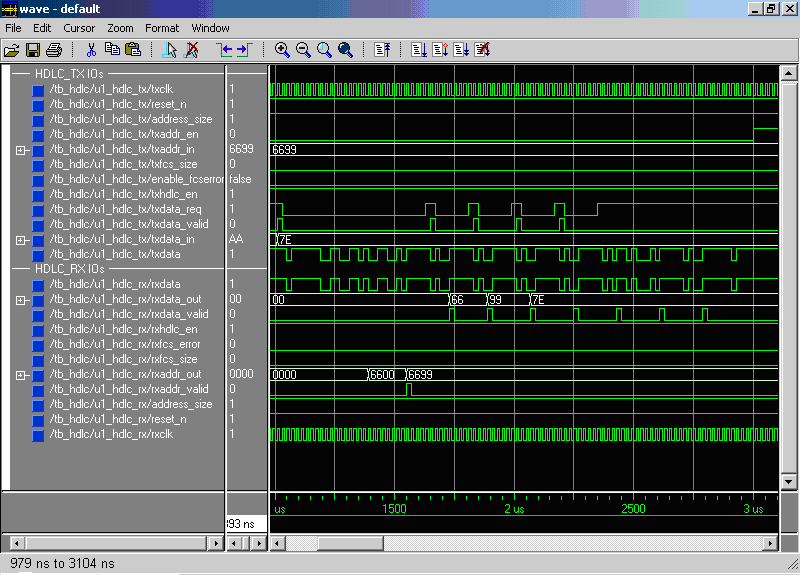 wave - default
File Edit Cursor Zoom Format Window
HDLC_TX IOs
/tb_hdlc/u1_hdlc_tx/txclk 1
/tb_hdlc/u1_hdlc_tx/reset_n 1
/tb_hdlc/u1_hdlc_tx/address_size 1
/tb_hdlc/u1_hdlc_tx/txaddr_en 0
/tb_hdlc/u1_hdlc_tx/txaddr_in 6699 6699
/tb_hdlc/u1_hdlc_tx/txfcs_size 0
/tb_hdlc/u1_hdlc_tx/enable_fcserror false
/tb_hdlc/u1_hdlc_tx/txhdlc_en 1
/tb_hdlc/u1_hdlc_tx/txdata_req 1
/tb_hdlc/u1_hdlc_tx/txdata_valid 0
/tb_hdlc/u1_hdlc_tx/txdata_in AA 7E
/tb_hdlc/u1_hdlc_tx/txdata 1
HDLC_RX IOs
/tb_hdlc/u1_hdlc_rx/rxdata 1
/tb_hdlc/u1_hdlc_rx/rxdata_out 00 00 66 99 7E
/tb_hdlc/u1_hdlc_rx/rxdata_valid 0
/tb_hdlc/u1_hdlc_rx/rxhdlc_en 1
/tb_hdlc/u1_hdlc_rx/rxfcs_error 0
/tb_hdlc/u1_hdlc_rx/rxfcs_size 0
/tb_hdlc/u1_hdlc_rx/rxaddr_out 0000 0000 6600 6699
/tb_hdlc/u1_hdlc_rx/rxaddr_valid 0
/tb_hdlc/u1_hdlc_rx/address_size 1
/tb_hdlc/u1_hdlc_rx/reset_n 1
/tb_hdlc/u1_hdlc_rx/rxclk 1
us 1500 2 us 2500 3 us
93 ns
979 ns to 3104 ns